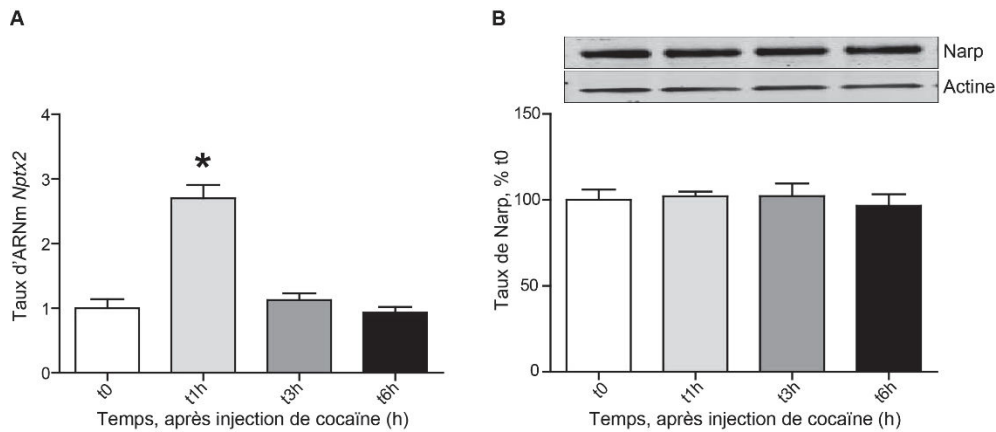 A
Taux d'ARNm Nptx2
4
3
2
1
0
*
t0
t1h
t3h
t6h
Temps, après injection de cocaïne (h)
B
Narp
Actine
Taux de Narp, % t0
150
100
50
0
t0
t1h
t3h
t6h
Temps, après injection de cocaïne (h)